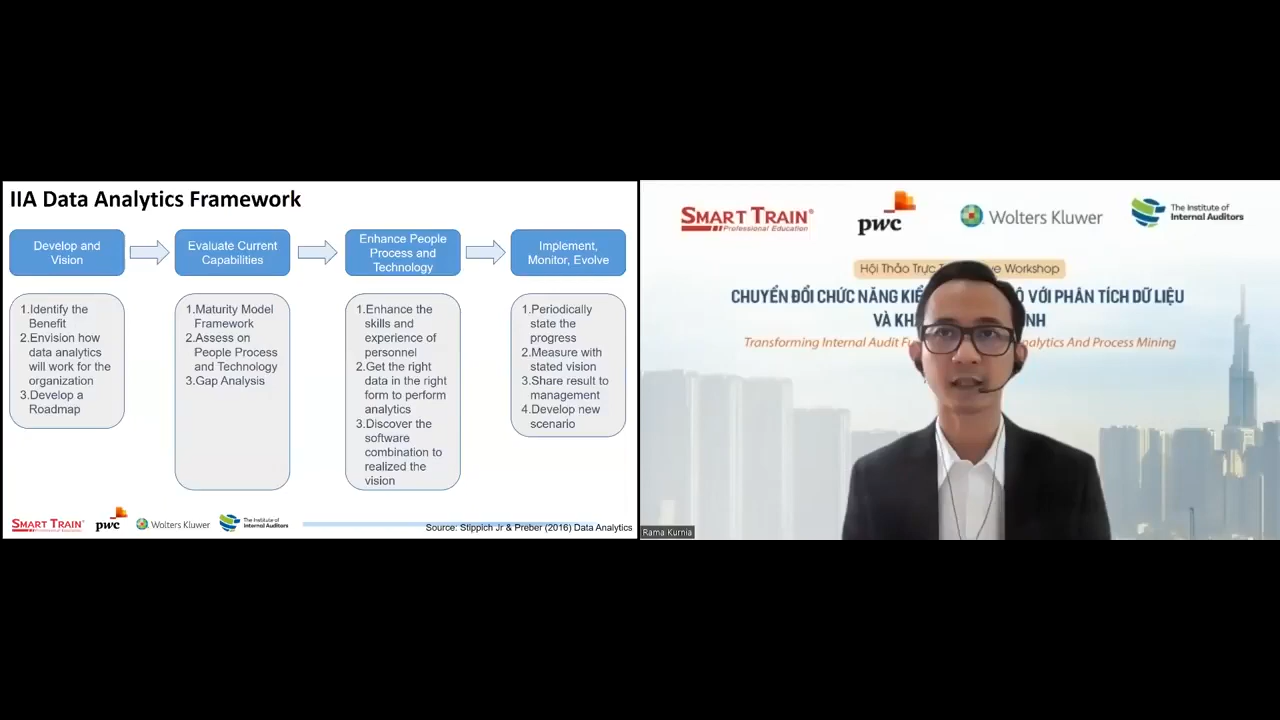 IIA Data Analytics Framework
Develop and
Vision
Evaluate Current
Capabilities
Enhance People
Process and
Technology
Implement,
Monitor, Evolve
1.Identify the
Benefit
2.Envision how
data analytics
will work for the
organization
3.Develop a
Roadmap
1.Maturity Model
Framework
2.Assess on
People Process
and Technology
3.Gap Analysis
1.Enhance the
skills and
experience of
personnel
2.Get the right
data in the right
form to perform
analytics
3.Discover the
software
combination to
realized the
vision
1.Periodically
state the
progress
2.Measure with
stated vision
3.Share result to
management
4.Develop new
scenario
SMART TRAIN
pwc
Wolters Kluwer
The Institute of
Internal Auditors
Source: Stippich Jr & Preber (2016) Data Analytics
SMART TRAIN®
Professional Education
pwc
Wolters Kluwer
The Institute of
Internal Auditors
Hội Thảo Trực Workshop
CHUYỂN ĐỔI CHỨC NĂNG VỚI PHÂN TÍCH DỮ LIỆU
VÀ
Transforming Internal Audit Analytics And Process Mining
Rama Kurnia